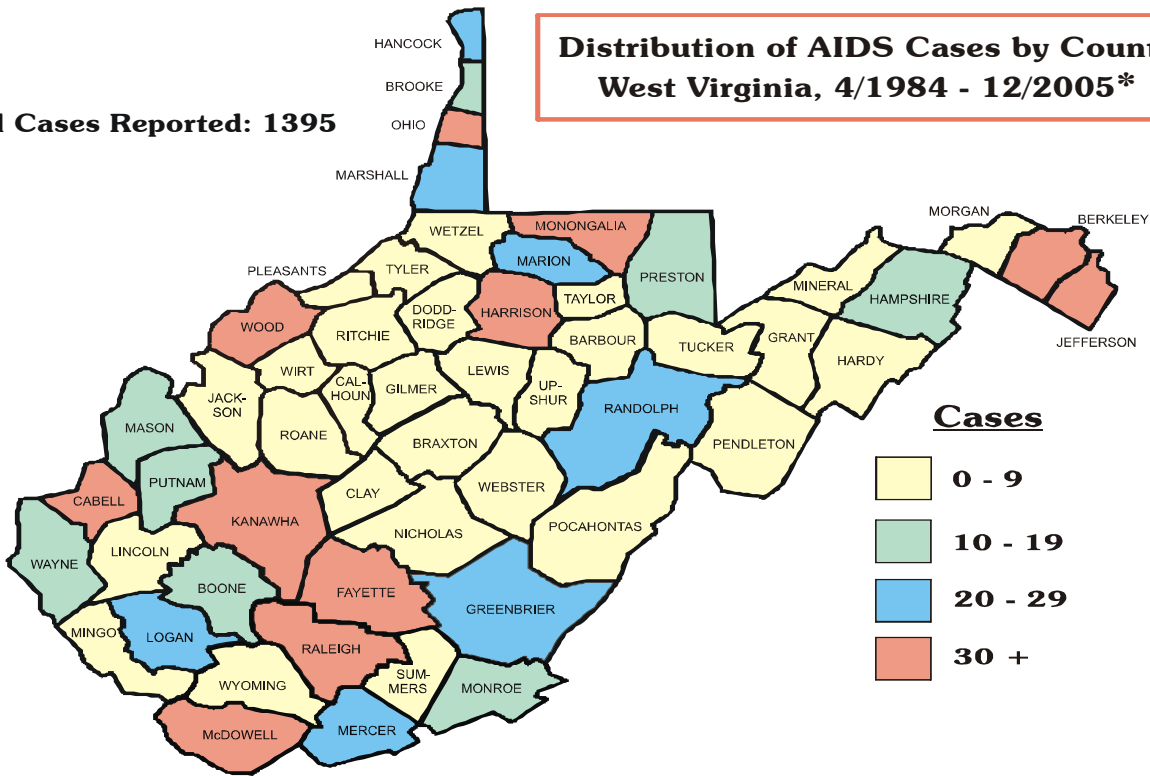 Distribution of AIDS Cases by
West Virginia, 4/1984 - 12/2005*
Cases Reported: 1395
HANCOCK
BROOKE
OHIO
MARSHALL
WETZEL
MONONGALIA
MORGAN
BERKELEY
MARION
PRESTON
PLEASANTS
TYLER
MINERAL
HAMPSHIRE
WOOD
RITCHIE
DODD-
RIDGE
HARRISON
TAYLOR
BARBOUR
TUCKER
GRANT
HARDY
JEFFERSON
WIRT
CAL-
HOUN
GILMER
LEWIS
UP-
SHUR
RANDOLPH
JACK-
SON
ROANE
BRAXTON
PENDLETON
MASON
PUTNAM
CABELL
KANAWHA
CLAY
WEBSTER
NICHOLAS
POCAHONTAS
WAYNE
LINCOLN
BOONE
FAYETTE
GREENBRIER
MINGO
LOGAN
RALEIGH
SUM-
MERS
MONROE
WYOMING
McDOWELL
MERCER
Cases
0 - 9
10 - 19
20 - 29
30 +